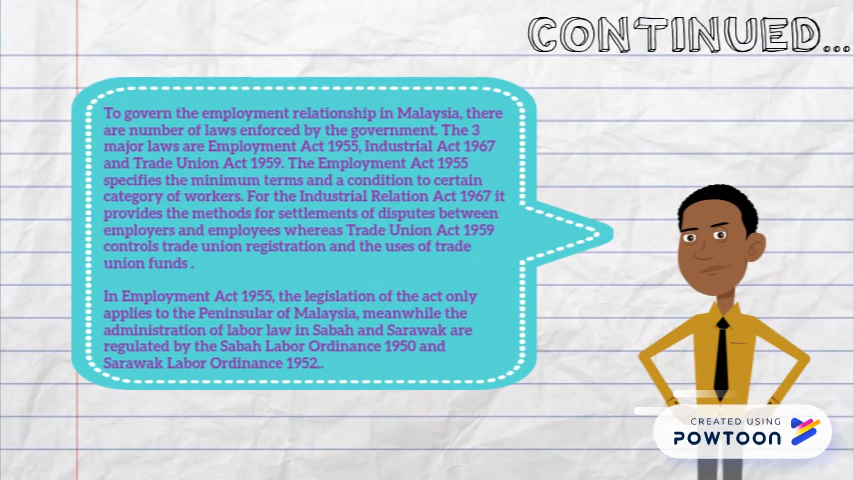 CONTINUED...
To govern the employment relationship in Malaysia, there
are number of laws enforced by the government. The 3
major laws are Employment Act 1955, Industrial Act 1967
and Trade Union Act 1959. The Employment Act 1955
specifies the minimum terms and a condition to certain
category of workers. For the Industrial Relation Act 1967 it
provides the methods for settlements of disputes between
employers and employees whereas Trade Union Act 1959
controls trade union registration and the uses of trade
union funds .
In Employment Act 1955, the legislation of the act only
applies to the Peninsular of Malaysia, meanwhile the
administration of labor law in Sabah and Sarawak are
regulated by the Sabah Labor Ordinance 1950 and
Sarawak Labor Ordinance 1952..
CREATED USING
POWTOON